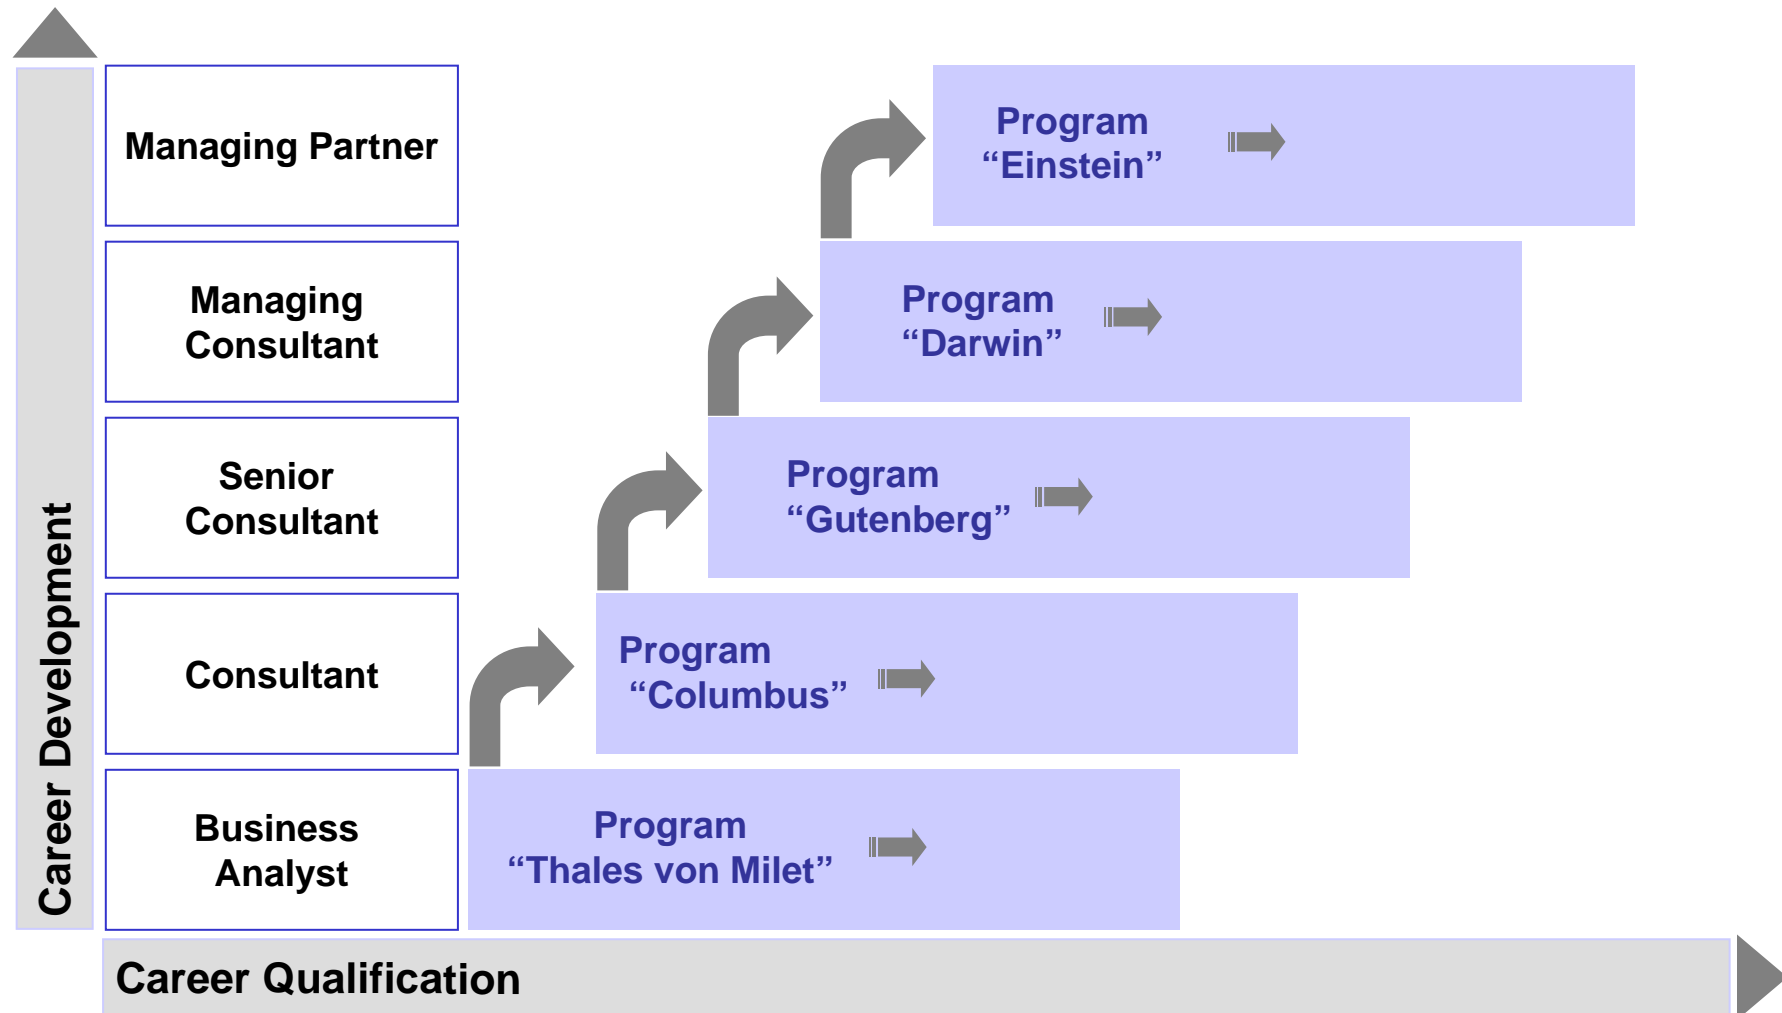 Managing Partner
Program
“Einstein”
Managing
Consultant
Program
“Darwin”
Senior
Consultant
Program
“Gutenberg”
Consultant
Program
“Columbus”
Business
Analyst
Program
“Thales von Milet”
Career Development
Career Qualification